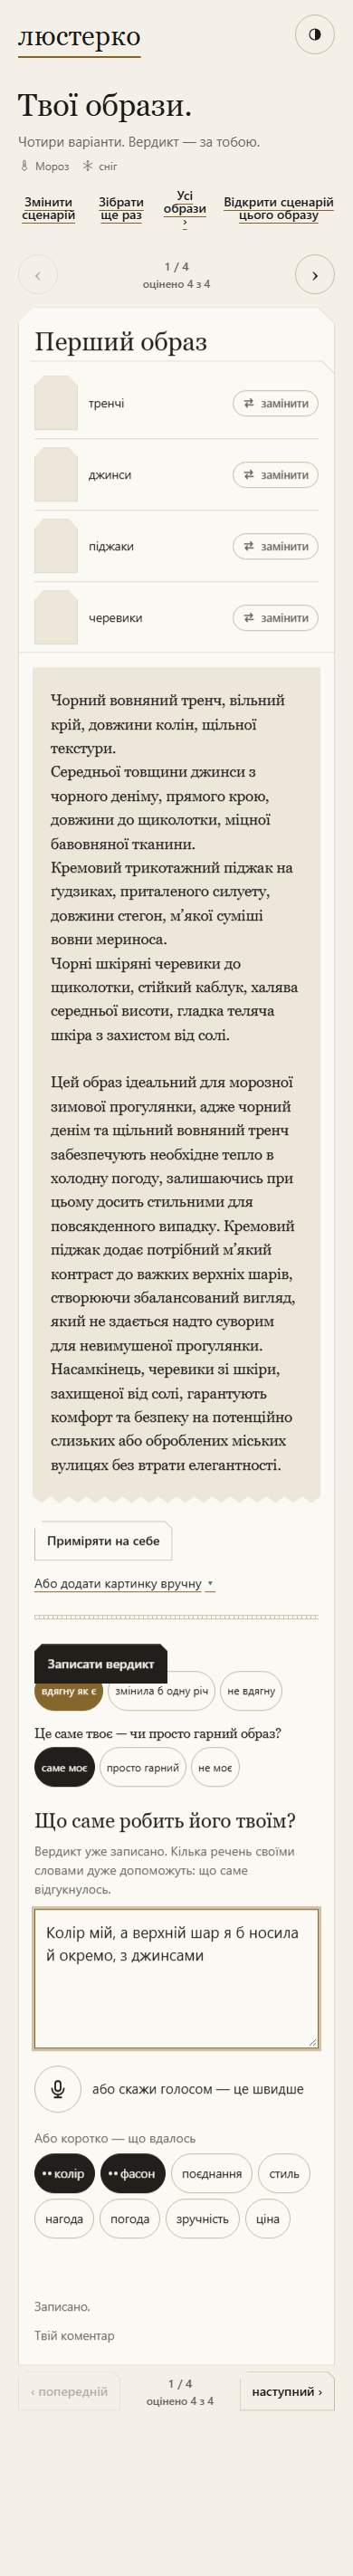 люстерко
Твої образи.
Чотири варіанти. Вердикт — за тобою.
Мороз сніг
Змінити сценарій
Зібрати ще раз
Усі образи ›
Відкрити сценарій цього образу
‹ 1 / 4 ›
оцінено 4 з 4
Перший образ
тренчі замінити
джинси замінити
піджаки замінити
черевики замінити
Чорний вовняний тренч, вільний
крій, довжини колін, щільної
текстури.
Середньої товщини джинси з
чорного деніму, прямого крою,
довжини до щиколотки, міцної
бавовняної тканини.
Кремовий трикотажний піджак на
ґудзиках, приталеного силуету,
довжини стегон, м’якої суміші
вовни мериноса.
Чорні шкіряні черевики до
щиколотки, стійкий каблук, халява
середньої висоти, гладка теляча
шкіра з захистом від солі.
Цей образ ідеальний для морозної
зимової прогулянки, адже чорний
денім та щільний вовняний тренч
забезпечують необхідне тепло в
холодну погоду, залишаючись при
цьому досить стильними для
повсякденного випадку. Кремовий
піджак додає потрібний м’який
контраст до важких верхніх шарів,
створюючи збалансований вигляд,
який не здається надто суворим
для невимушеної прогулянки.
Насамкінець, черевики зі шкіри,
захищеної від солі, гарантують
комфорт та безпеку на потенційно
слизьких або оброблених міських
вулицях без втрати елегантності.
Приміряти на себе
Або додати картинку вручну
Записати вердикт
вдягну як є змінила б одну річ не вдягну
Це саме твоє — чи просто гарний образ?
саме моє просто гарний не моє
Що саме робить його твоїм?
Вердикт уже записано. Кілька речень своїми
словами дуже допоможуть: що саме
відгукнулось.
Колір мій, а верхній шар я б носила
й окремо, з джинсами
або скажи голосом — це швидше
Або коротко — що вдалось
колір фасон поєднання стиль
нагода погода зручність ціна
Записано.
Твій коментар
‹ попередній 1 / 4 наступний ›
оцінено 4 з 4